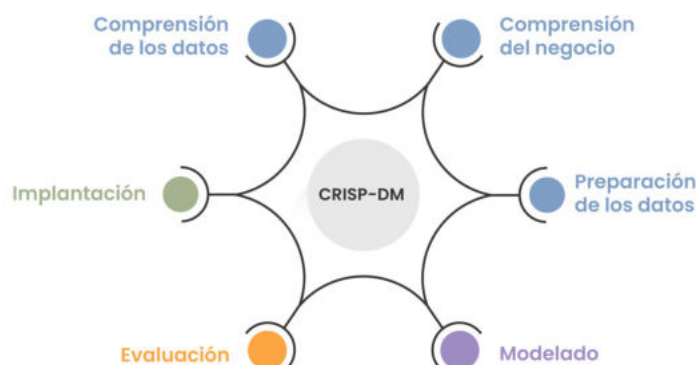 Comprensión
de los datos
Comprensión
del negocio
Implantación
CRISP-DM
Preparación
de los datos
Evaluación
Modelado